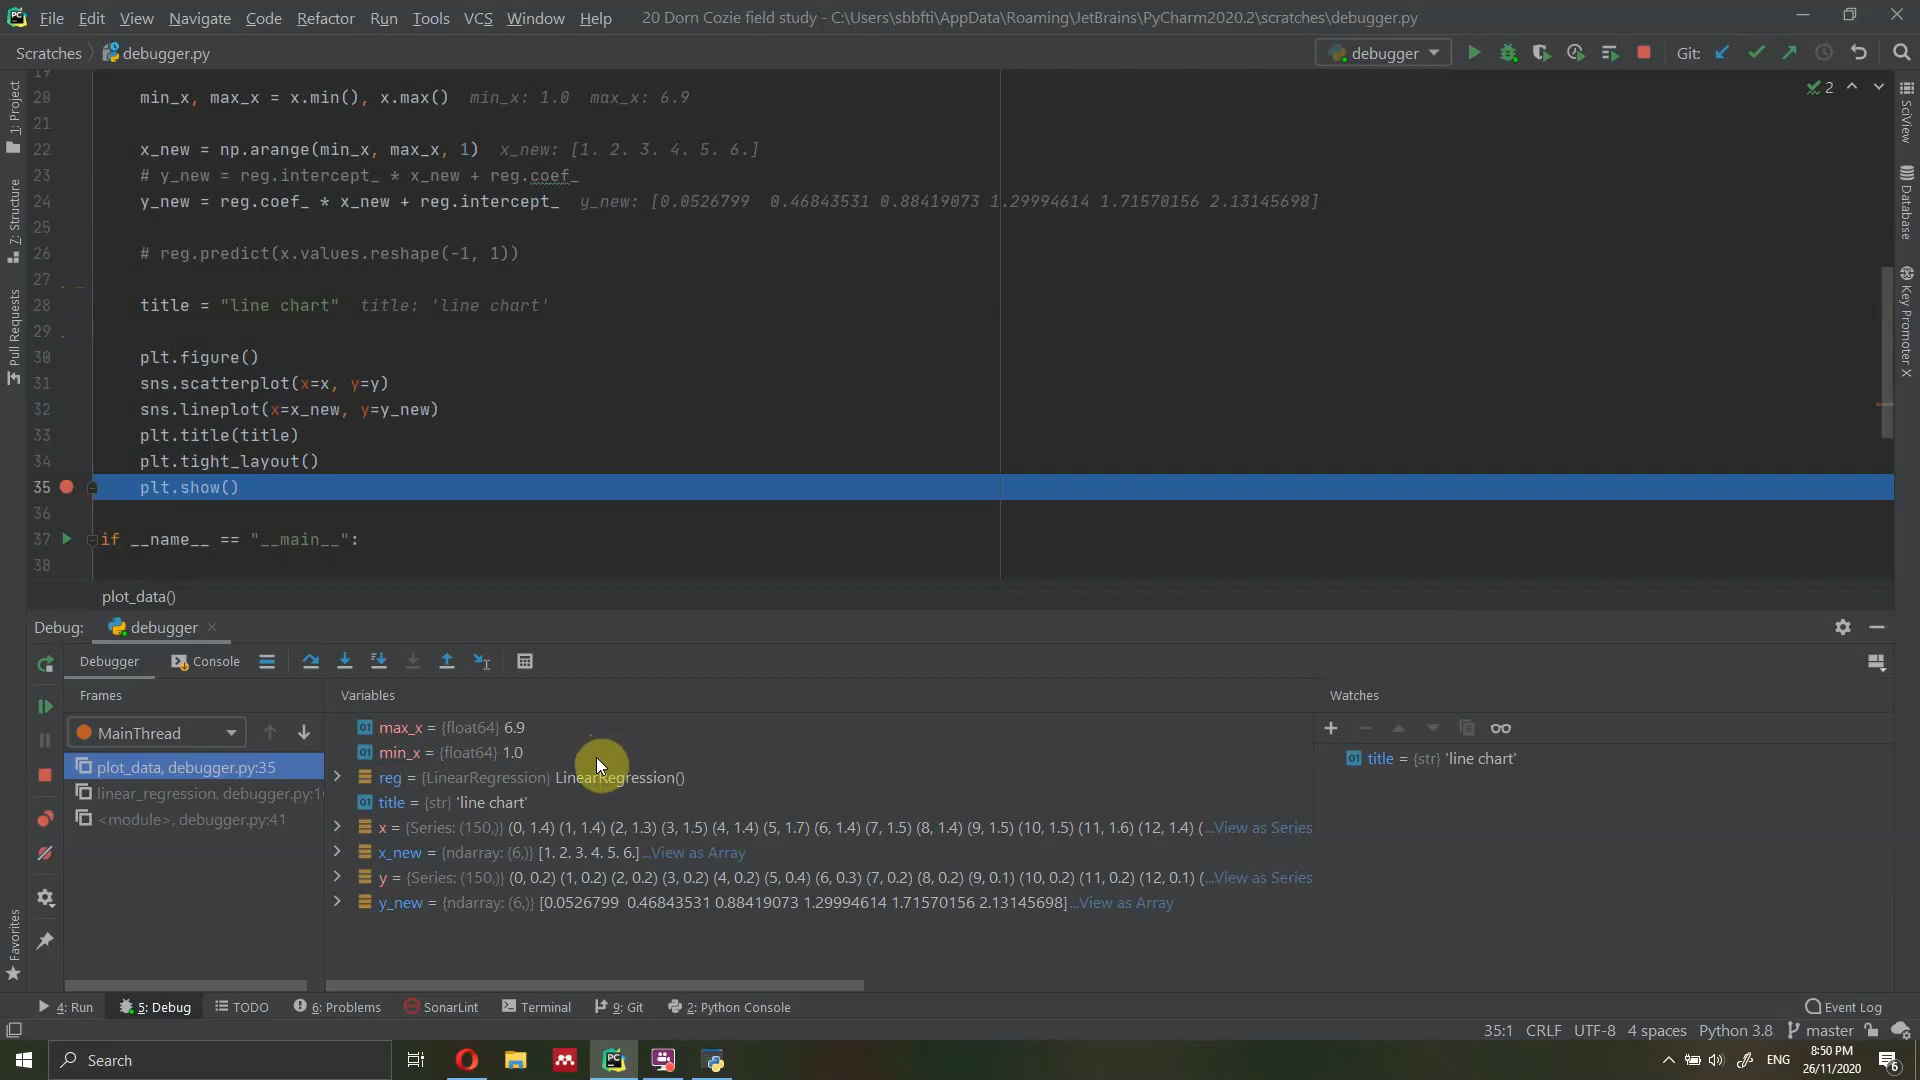 File Edit View Navigate Code Refactor Run Tools VCS Window Help 20 Dorn Cozie field study - C:\Users\sbbfti\AppData\Roaming\JetBrains\PyCharm2020.2\scratches\debugger.py
Scratches debugger.py debugger Git:
19
20 min_x, max_x = x.min(), x.max() min_x: 1.0 max_x: 6.9
21
22 x_new = np.arange(min_x, max_x, 1) x_new: [1. 2. 3. 4. 5. 6.]
23 # y_new = reg.intercept_ * x_new + reg.coef_
24 y_new = reg.coef_ * x_new + reg.intercept_ y_new: [0.0526799 0.46843531 0.88419073 1.29994614 1.71570156 2.13145698]
25
26 # reg.predict(x.values.reshape(-1, 1))
27
28 title = "line chart" title: 'line chart'
29
30 plt.figure()
31 sns.scatterplot(x=x, y=y)
32 sns.lineplot(x=x_new, y=y_new)
33 plt.title(title)
34 plt.tight_layout()
35 plt.show()
36
37 if __name__ == "__main__":
38
2
1: Project
7: Structure
Pull Requests
Favorites
SciView
Database
Key Promoter X
plot_data()
Debug: debugger
Debugger Console
Frames Variables Watches
MainThread
plot_data, debugger.py:35
linear_regression, debugger.py:1
<module>, debugger.py:41
max_x = {float64} 6.9
min_x = {float64} 1.0
reg = {LinearRegression} LinearRegression()
title = {str} 'line chart'
x = {Series: (150,)} (0, 1.4) (1, 1.4) (2, 1.3) (3, 1.5) (4, 1.4) (5, 1.7) (6, 1.4) (7, 1.5) (8, 1.4) (9, 1.5) (10, 1.5) (11, 1.6) (12, 1.4) (...View as Series
x_new = {ndarray: (6,)} [1. 2. 3. 4. 5. 6.]...View as Array
y = {Series: (150,)} (0, 0.2) (1, 0.2) (2, 0.2) (3, 0.2) (4, 0.2) (5, 0.4) (6, 0.3) (7, 0.2) (8, 0.2) (9, 0.1) (10, 0.2) (11, 0.2) (12, 0.1) (...View as Series
y_new = {ndarray: (6,)} [0.0526799 0.46843531 0.88419073 1.29994614 1.71570156 2.13145698]...View as Array
title = {str} 'line chart'
4: Run 5: Debug TODO 6: Problems SonarLint Terminal 9: Git 2: Python Console Event Log
35:1 CRLF UTF-8 4 spaces Python 3.8 master
Search ENG 8:50 PM
26/11/2020 6